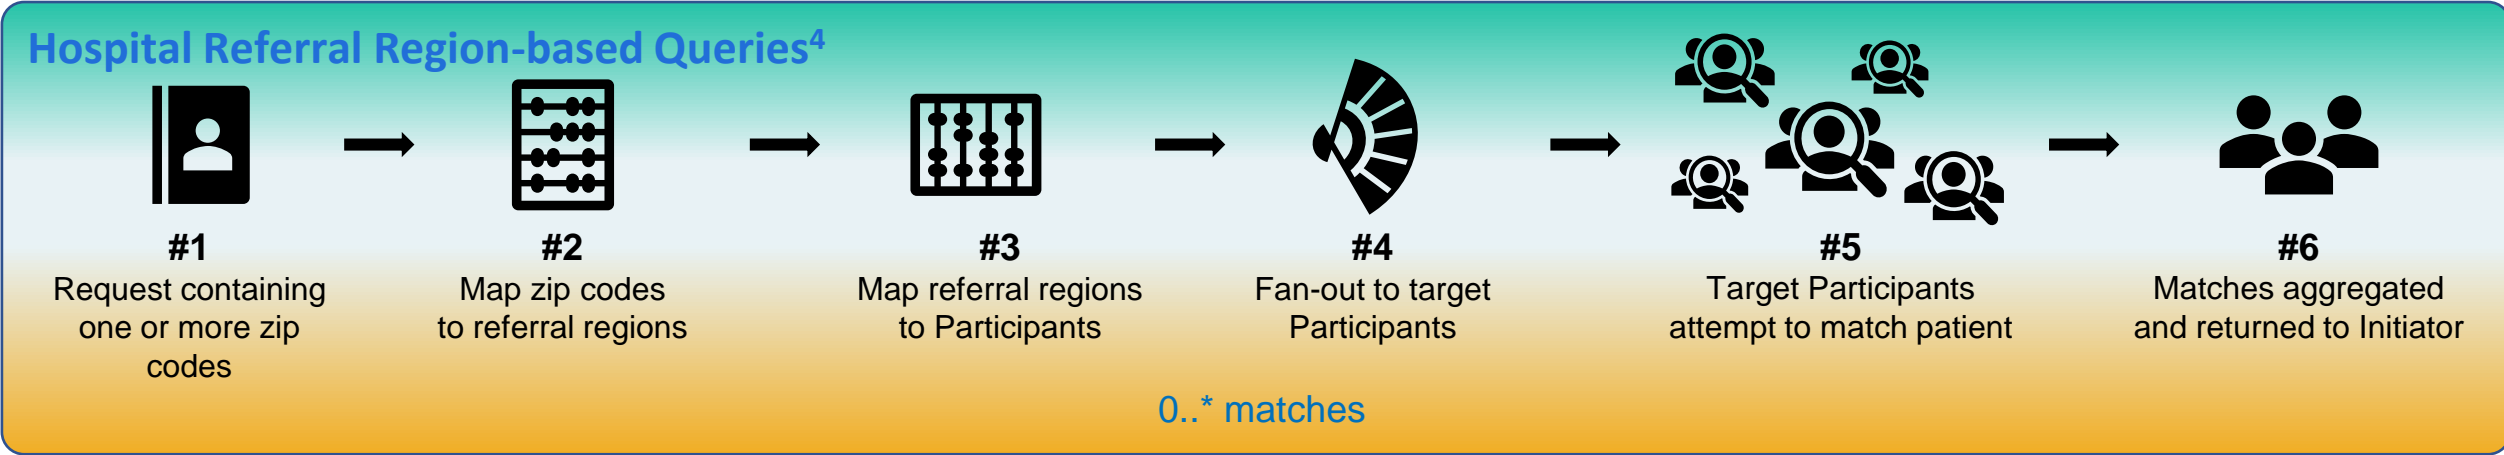 Hospital Referral Region-based Queries4
#1
Request containing
one or more zip
codes
#2
Map zip codes
to referral regions
#3
Map referral regions
to Participants
#4
Fan-out to target
Participants
#5
Target Participants
attempt to match patient
#6
Matches aggregated
and returned to Initiator
0..* matches